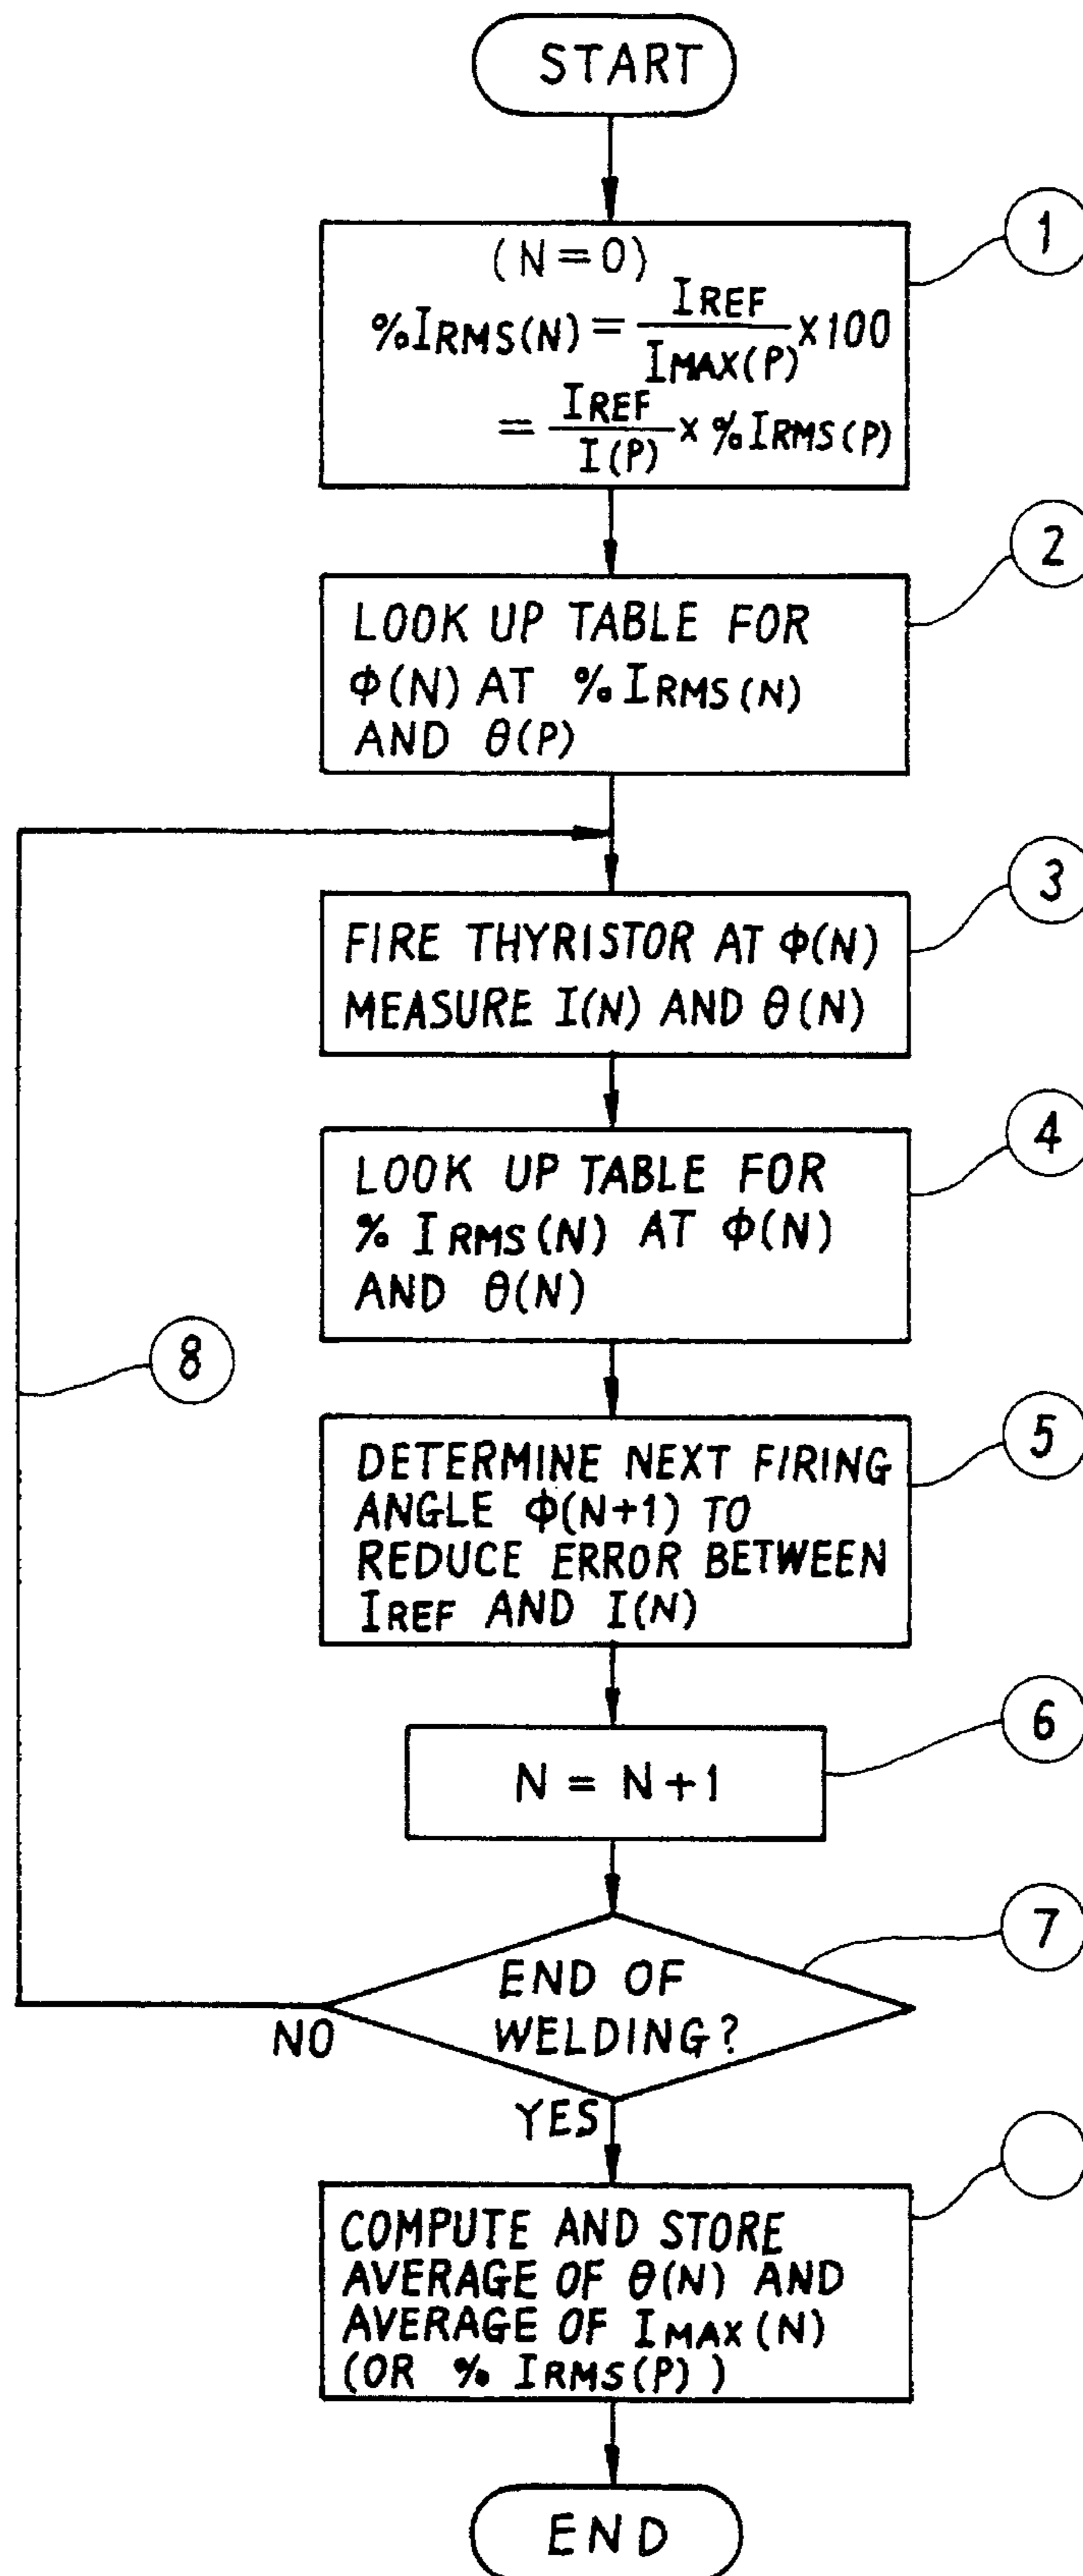 START
1
(N=0)
%IRMS(N) = IREF/IMAX(P) ×100
= IREF/I(P) × %IRMS(P)
2
LOOK UP TABLE FOR
Φ(N) AT % IRMS(N)
AND θ(P)
3
FIRE THYRISTOR AT Φ(N)
MEASURE I(N) AND θ(N)
4
LOOK UP TABLE FOR
% IRMS(N) AT Φ(N)
AND θ(N)
8
5
DETERMINE NEXT FIRING
ANGLE Φ(N+1) TO
REDUCE ERROR BETWEEN
IREF AND I(N)
6
N = N+1
7
END OF
WELDING?
NO
YES
COMPUTE AND STORE
AVERAGE OF θ(N) AND
AVERAGE OF IMAX(N)
(OR % IRMS(P))
END